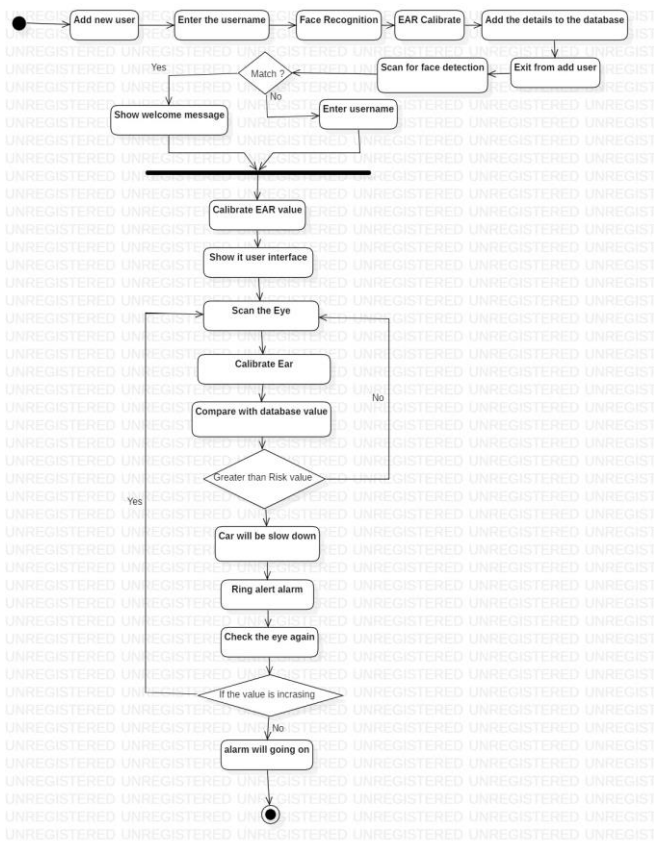 Add new user
Enter the username
Face Recognition
EAR Calibrate
Add the details to the database
Exit from add user
Scan for face detection
Match ?
Yes
No
Show welcome message
Enter username
Calibrate EAR value
Show it user interface
Scan the Eye
Calibrate Ear
Compare with database value
No
Greater than Risk value
Yes
Car will be slow down
Ring alert alarm
Check the eye again
If the value is incrasing
No
alarm will going on
UNREGISTERED